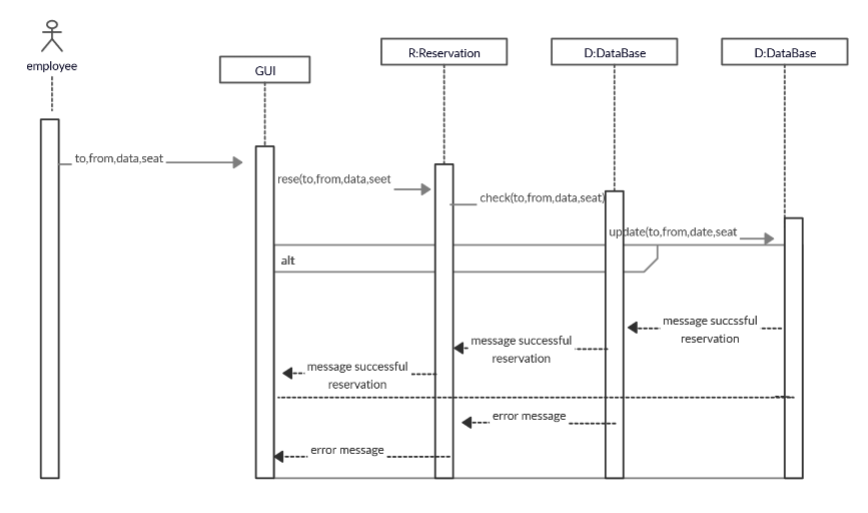 employee
GUI
R:Reservation
D:DataBase
D:DataBase
to,from,data,seat
rese(to,from,data,seet
check(to,from,data,seat)
update(to,from,date,seat
alt
message succssful
reservation
message successful
reservation
message successful
reservation
error message
error message